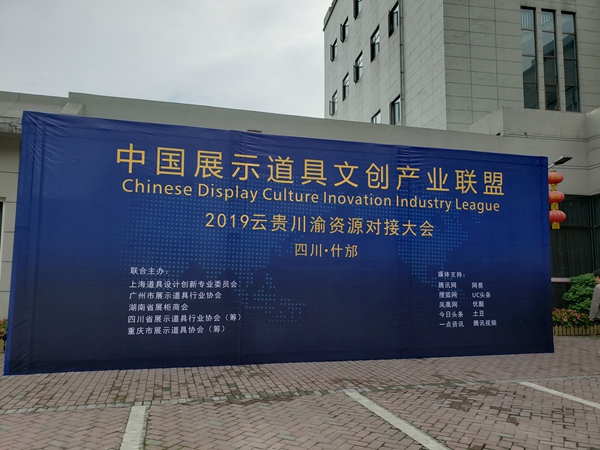 中国展示道具文创产业联盟
Chinese Display Culture Inovation Industry League
2019云贵川渝资源对接大会
四川·什邡
联合主办：
上海道具设计创新专业委员会
广州市展示道具行业协会
湖南省展柜商会
四川省展示道具行业协会（筹）
重庆市展示道具协会（筹）
媒体支持：
腾讯网 网易
搜狐网 UC头条
凤凰网 优酷
今日头条 土豆
一点资讯 腾讯视频